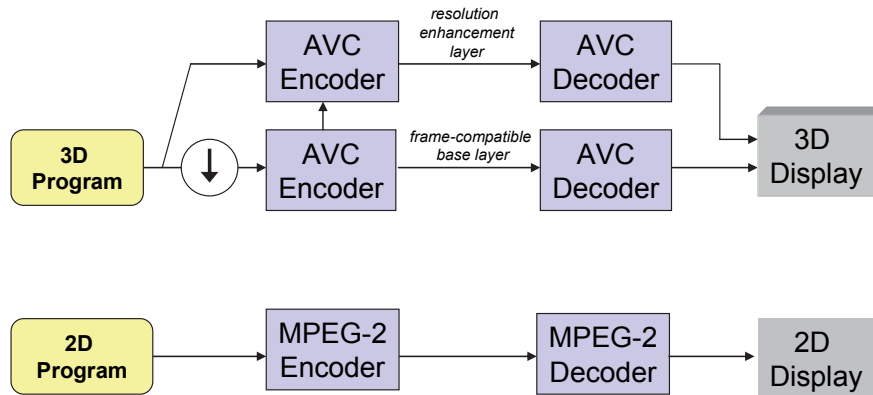 resolution
enhancement
layer
AVC
Encoder
AVC
Decoder
3D
Program
AVC
Encoder
frame-compatible
base layer
AVC
Decoder
3D
Display
2D
Program
MPEG-2
Encoder
MPEG-2
Decoder
2D
Display